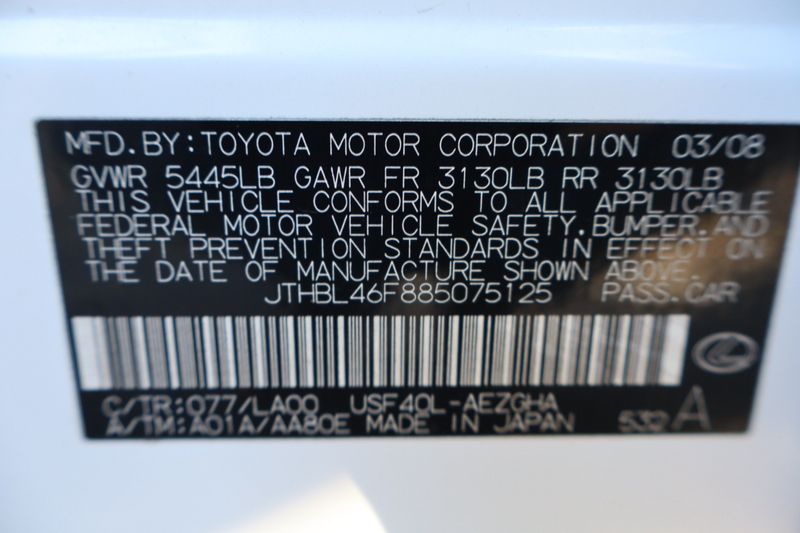 MFD.BY:TOYOTA MOTOR CORPORATION 03/08
GVWR 5445LB GAWR FR 3130LB RR 3130LB
THIS VEHICLE CONFORMS TO ALL APPLICABLE
FEDERAL MOTOR VEHICLE SAFETY,BUMPER,AND
THEFT PREVENTION STANDARDS IN EFFECT ON
THE DATE OF MANUFACTURE SHOWN ABOVE.
JTHBL46F885075125 PASS.CAR
C/TR:077/LA00 USF40L-AEZGHA
A/TM:A01A/AA80E MADE IN JAPAN 532 A